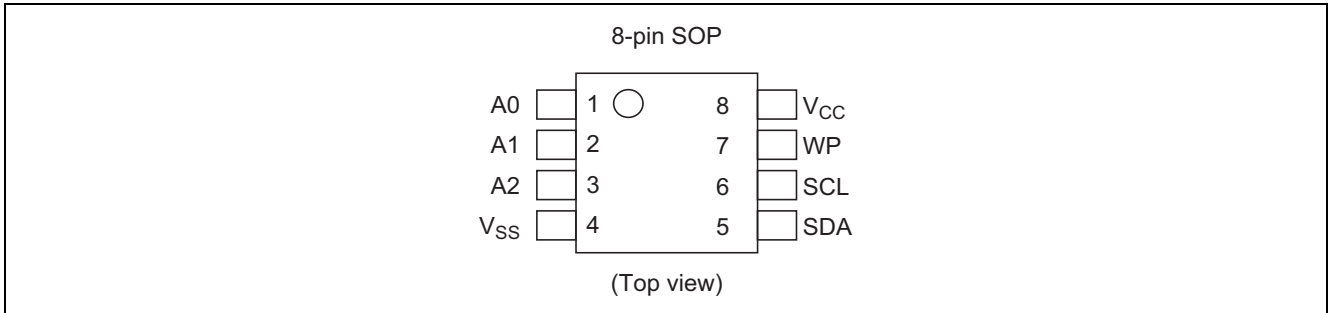 8-pin SOP
A0 1 8 VCC
A1 2 7 WP
A2 3 6 SCL
VSS 4 5 SDA
(Top view)